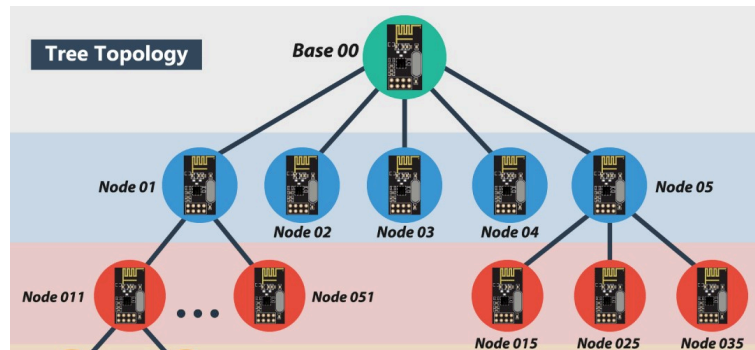 Tree Topology
Base 00
Node 01
Node 02
Node 03
Node 04
Node 05
Node 011
Node 051
Node 015
Node 025
Node 035